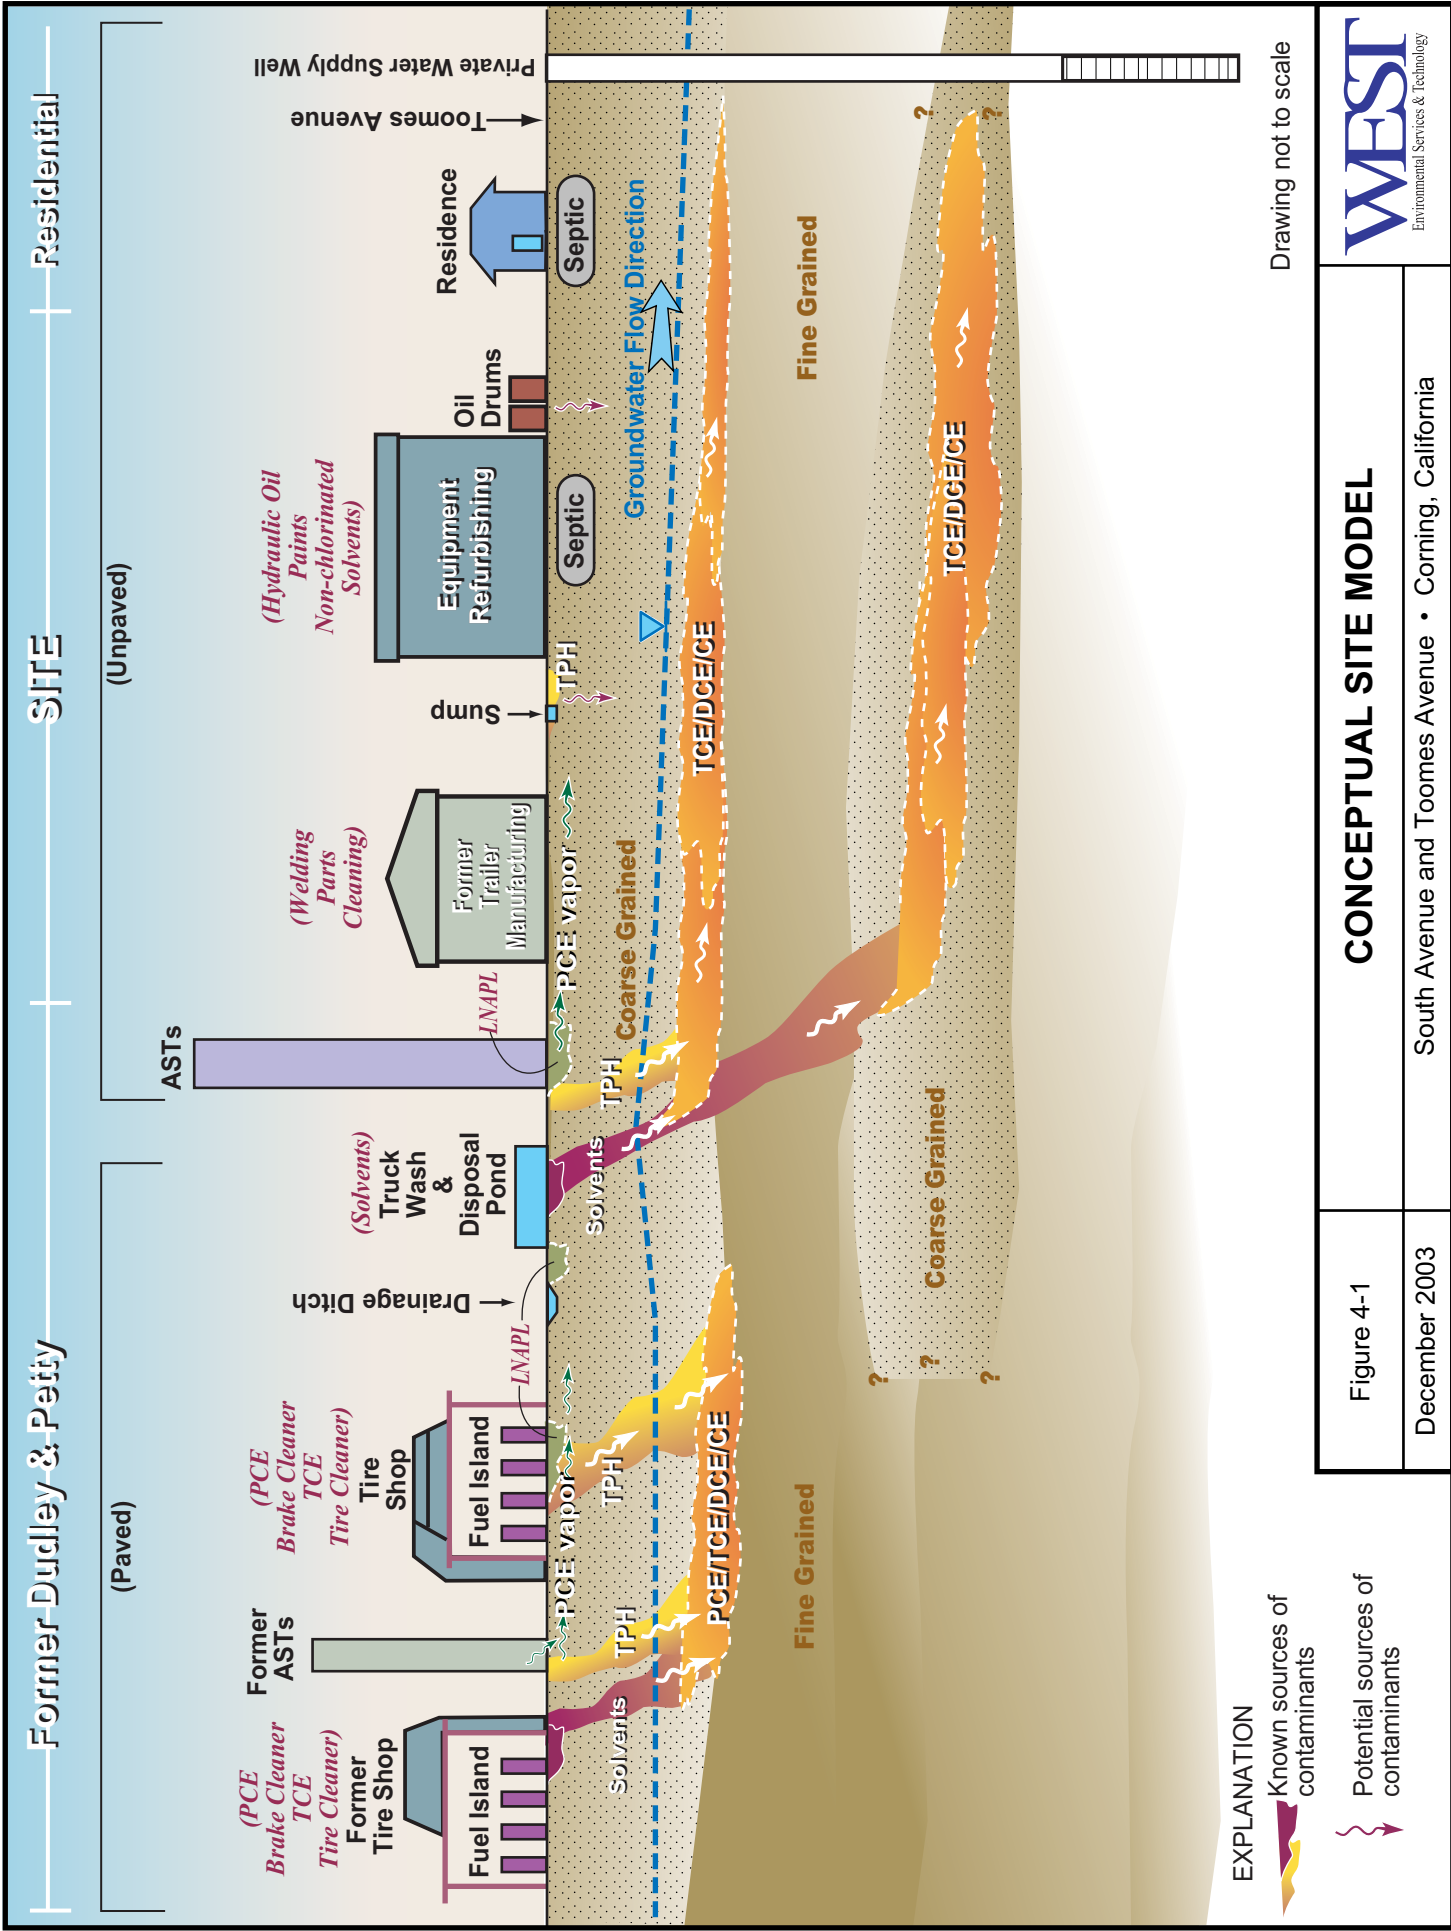 Former Dudley & Petty
SITE
Residential
(Paved)
(Unpaved)
(PCE
Brake Cleaner
TCE
Tire Cleaner)
Former
Tire Shop
Fuel Island
Former
ASTs
(PCE
Brake Cleaner
TCE
Tire Cleaner)
Tire
Shop
Fuel Island
LNAPL
Drainage Ditch
(Solvents)
Truck
Wash
&
Disposal
Pond
ASTs
LNAPL
(Welding
Parts
Cleaning)
Former
Trailer
Manufacturing
Sump
(Hydraulic Oil
Paints
Non-chlorinated
Solvents)
Equipment
Refurbishing
Oil
Drums
Residence
Toomes Avenue
Private Water Supply Well
PCE vapor
PCE vapor
TPH
Septic
Septic
Solvents
TPH
TPH
Solvents
TPH
Coarse Grained
Groundwater Flow Direction
PCE/TCE/DCE/CE
TCE/DCE/CE
Fine Grained
Fine Grained
?
?
?
Coarse Grained
TCE/DCE/CE
?
?
EXPLANATION
Known sources of
contaminants
Potential sources of
contaminants
Drawing not to scale
Figure 4-1
December 2003
CONCEPTUAL SITE MODEL
South Avenue and Toomes Avenue • Corning, California
WEST
Environmental Services & Technology